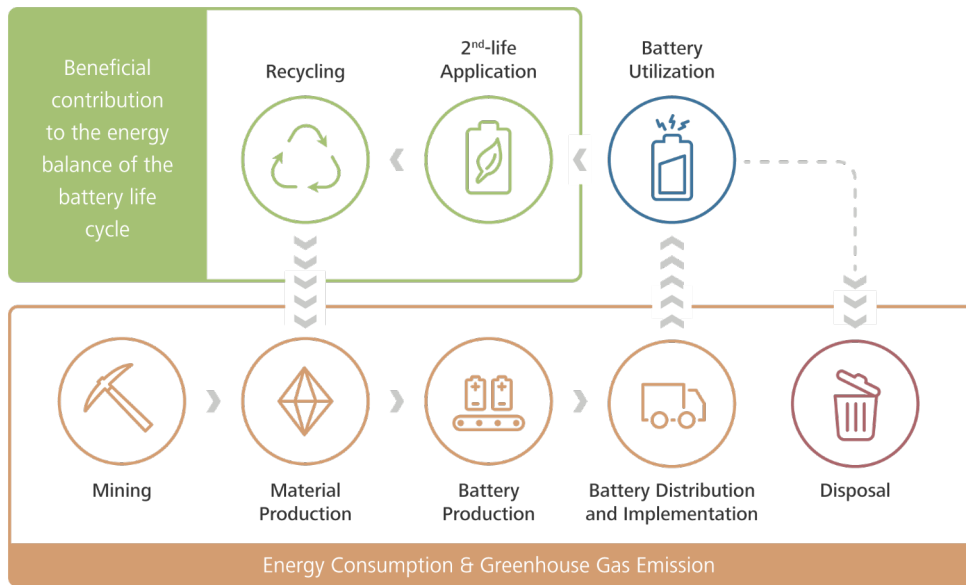 Beneficial
contribution
to the energy
balance of the
battery life
cycle
Recycling
2nd-life
Application
Battery
Utilization
Mining
Material
Production
Battery
Production
Battery Distribution
and Implementation
Disposal
Energy Consumption & Greenhouse Gas Emission